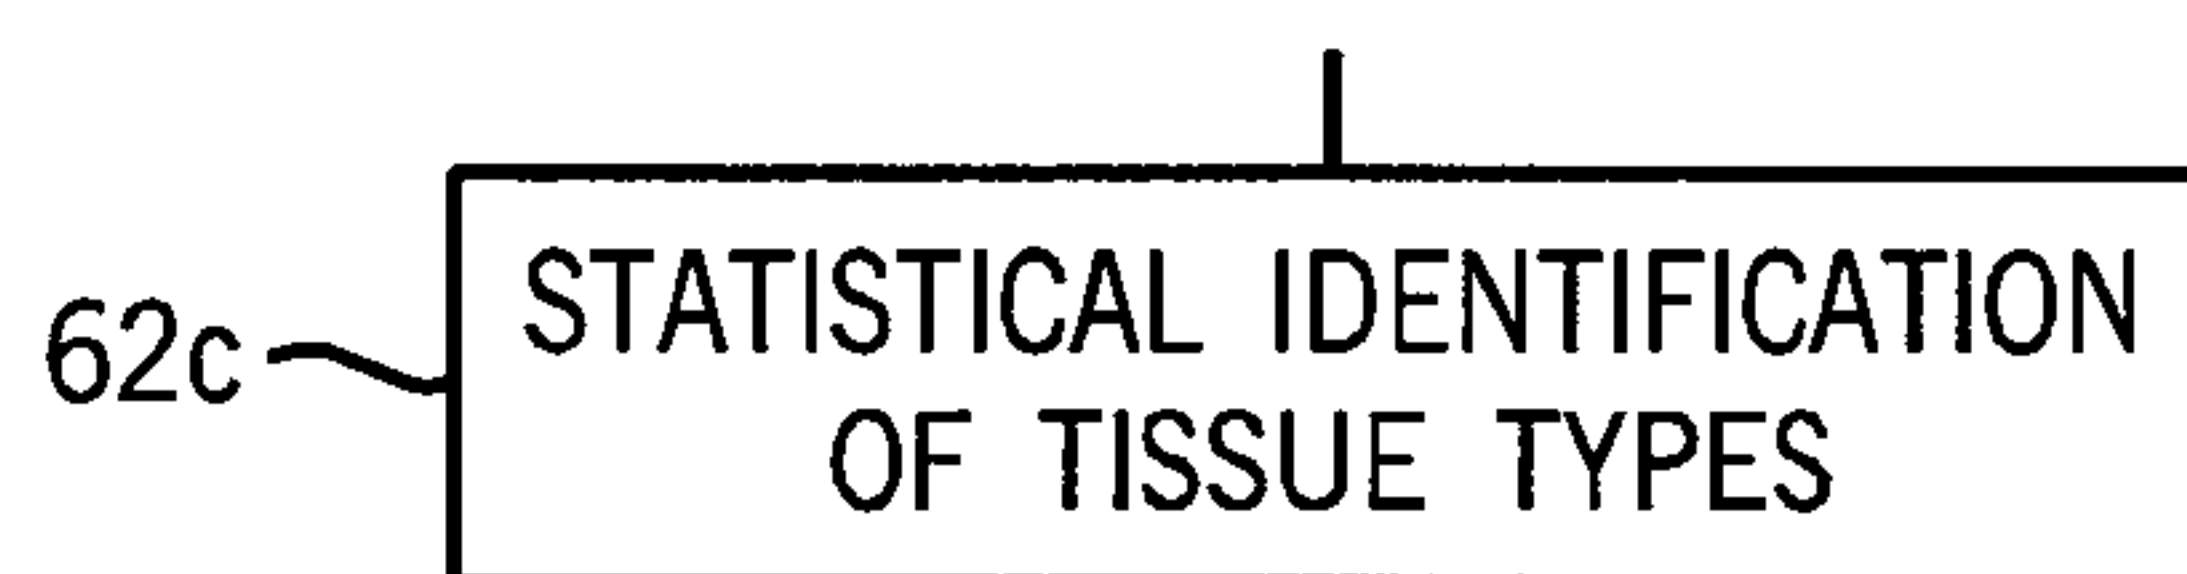 STATISTICAL IDENTIFICATION
62c
OF TISSUE TYPES